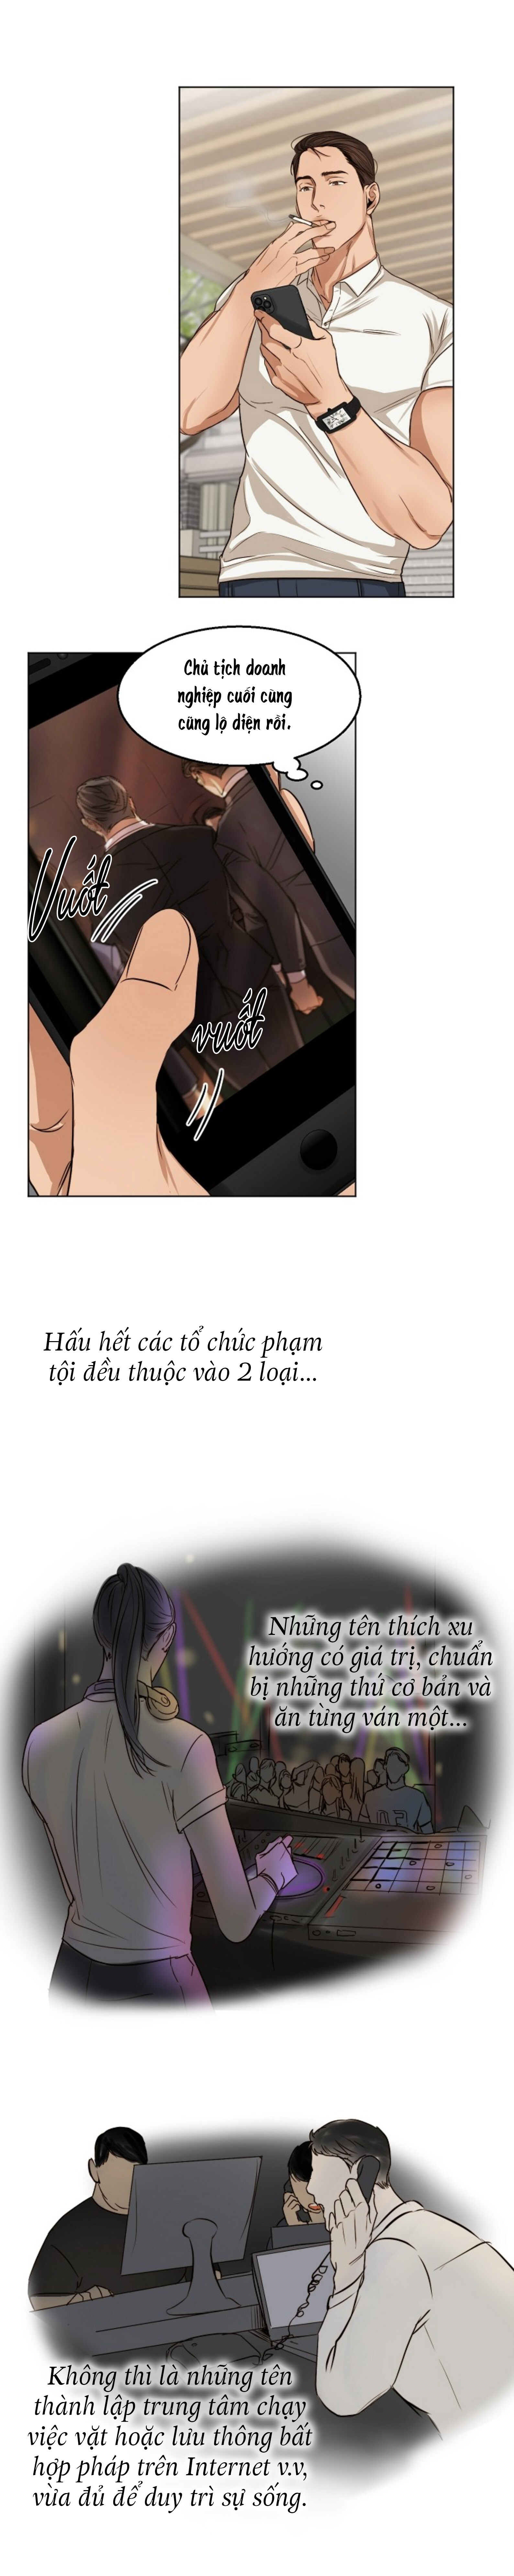 Chủ tịch doanh
nghiệp cuối cùng
cũng lộ diện rồi.
Vuốt
vuốt
Hấu hết các tổ chức phạm
tội đều thuộc vào 2 loại...
Những tên thích xu
hướng có giá trị, chuẩn
bị những thứ cơ bản và
ăn từng ván một...
Không thì là những tên
thành lập trung tâm chạy
việc vặt hoặc lưu thông bất
hợp pháp trên Internet v.v,
vừa đủ để duy trì sự sống.